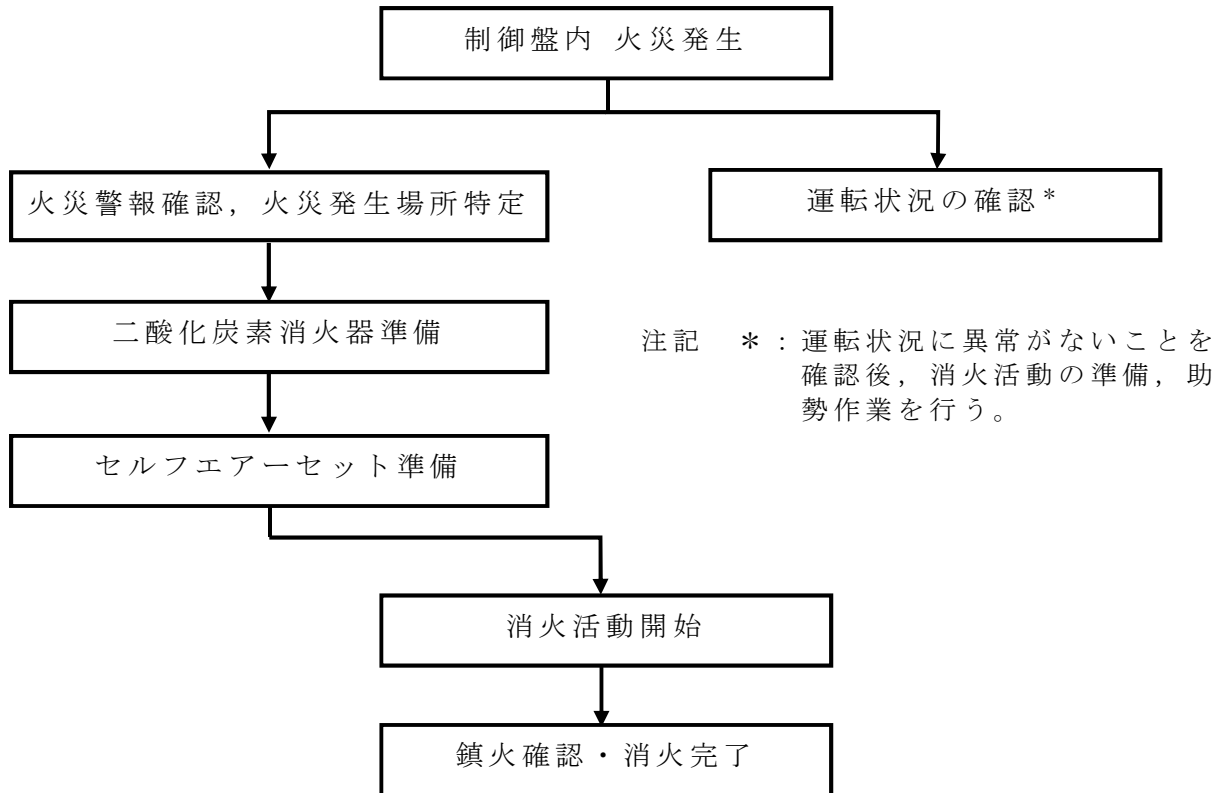 制御盤内 火災発生
火災警報確認，火災発生場所特定
運転状況の確認*
二酸化炭素消火器準備
注記 ＊：運転状況に異常がないことを
確認後，消火活動の準備，助
勢作業を行う。
セルフエアーセット準備
消火活動開始
鎮火確認・消火完了